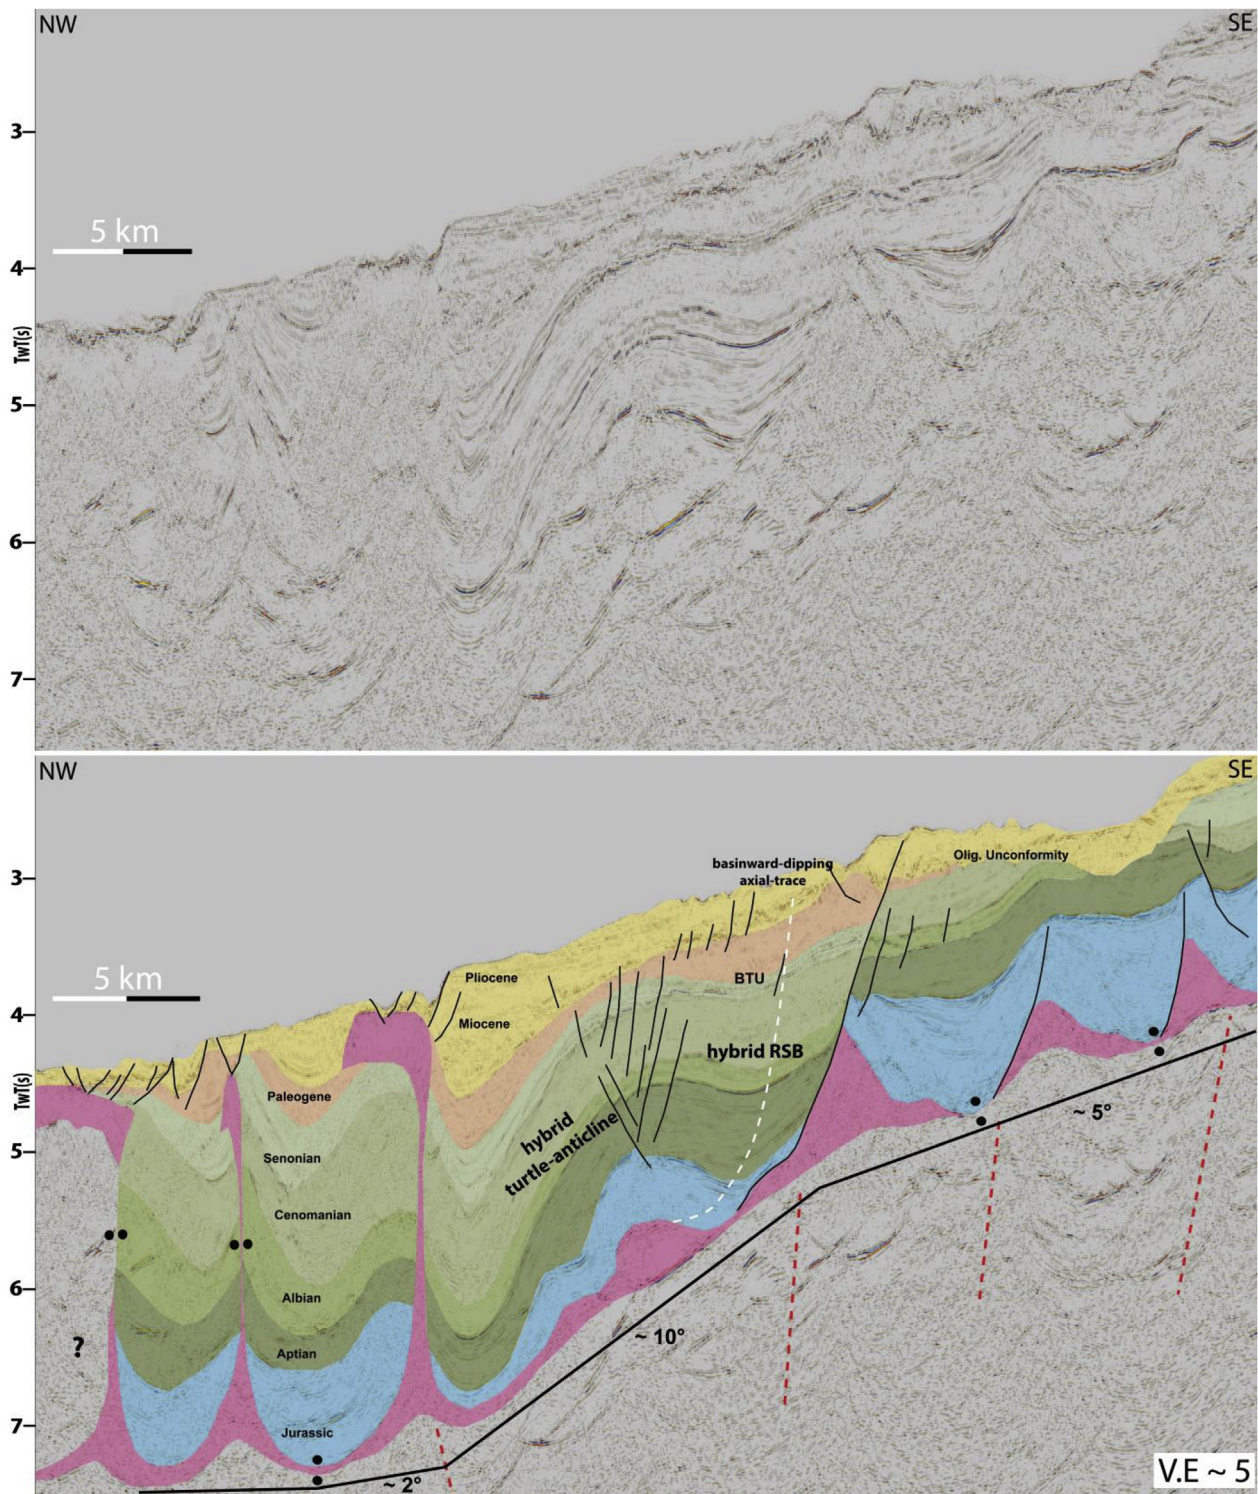 NW
SE
3
5 km
4
TwT(s)
5
6
7
NW
SE
basinward-dipping
axial-trace
Olig. Unconformity
3
5 km
Pliocene
BTU
4
Miocene
hybrid RSB
TwT(s)
Paleogene
~ 5°
hybrid
turtle-anticline
5
Senonian
Cenomanian
6
Albian
~ 10°
?
Aptian
7
Jurassic
~ 2°
V.E ~ 5